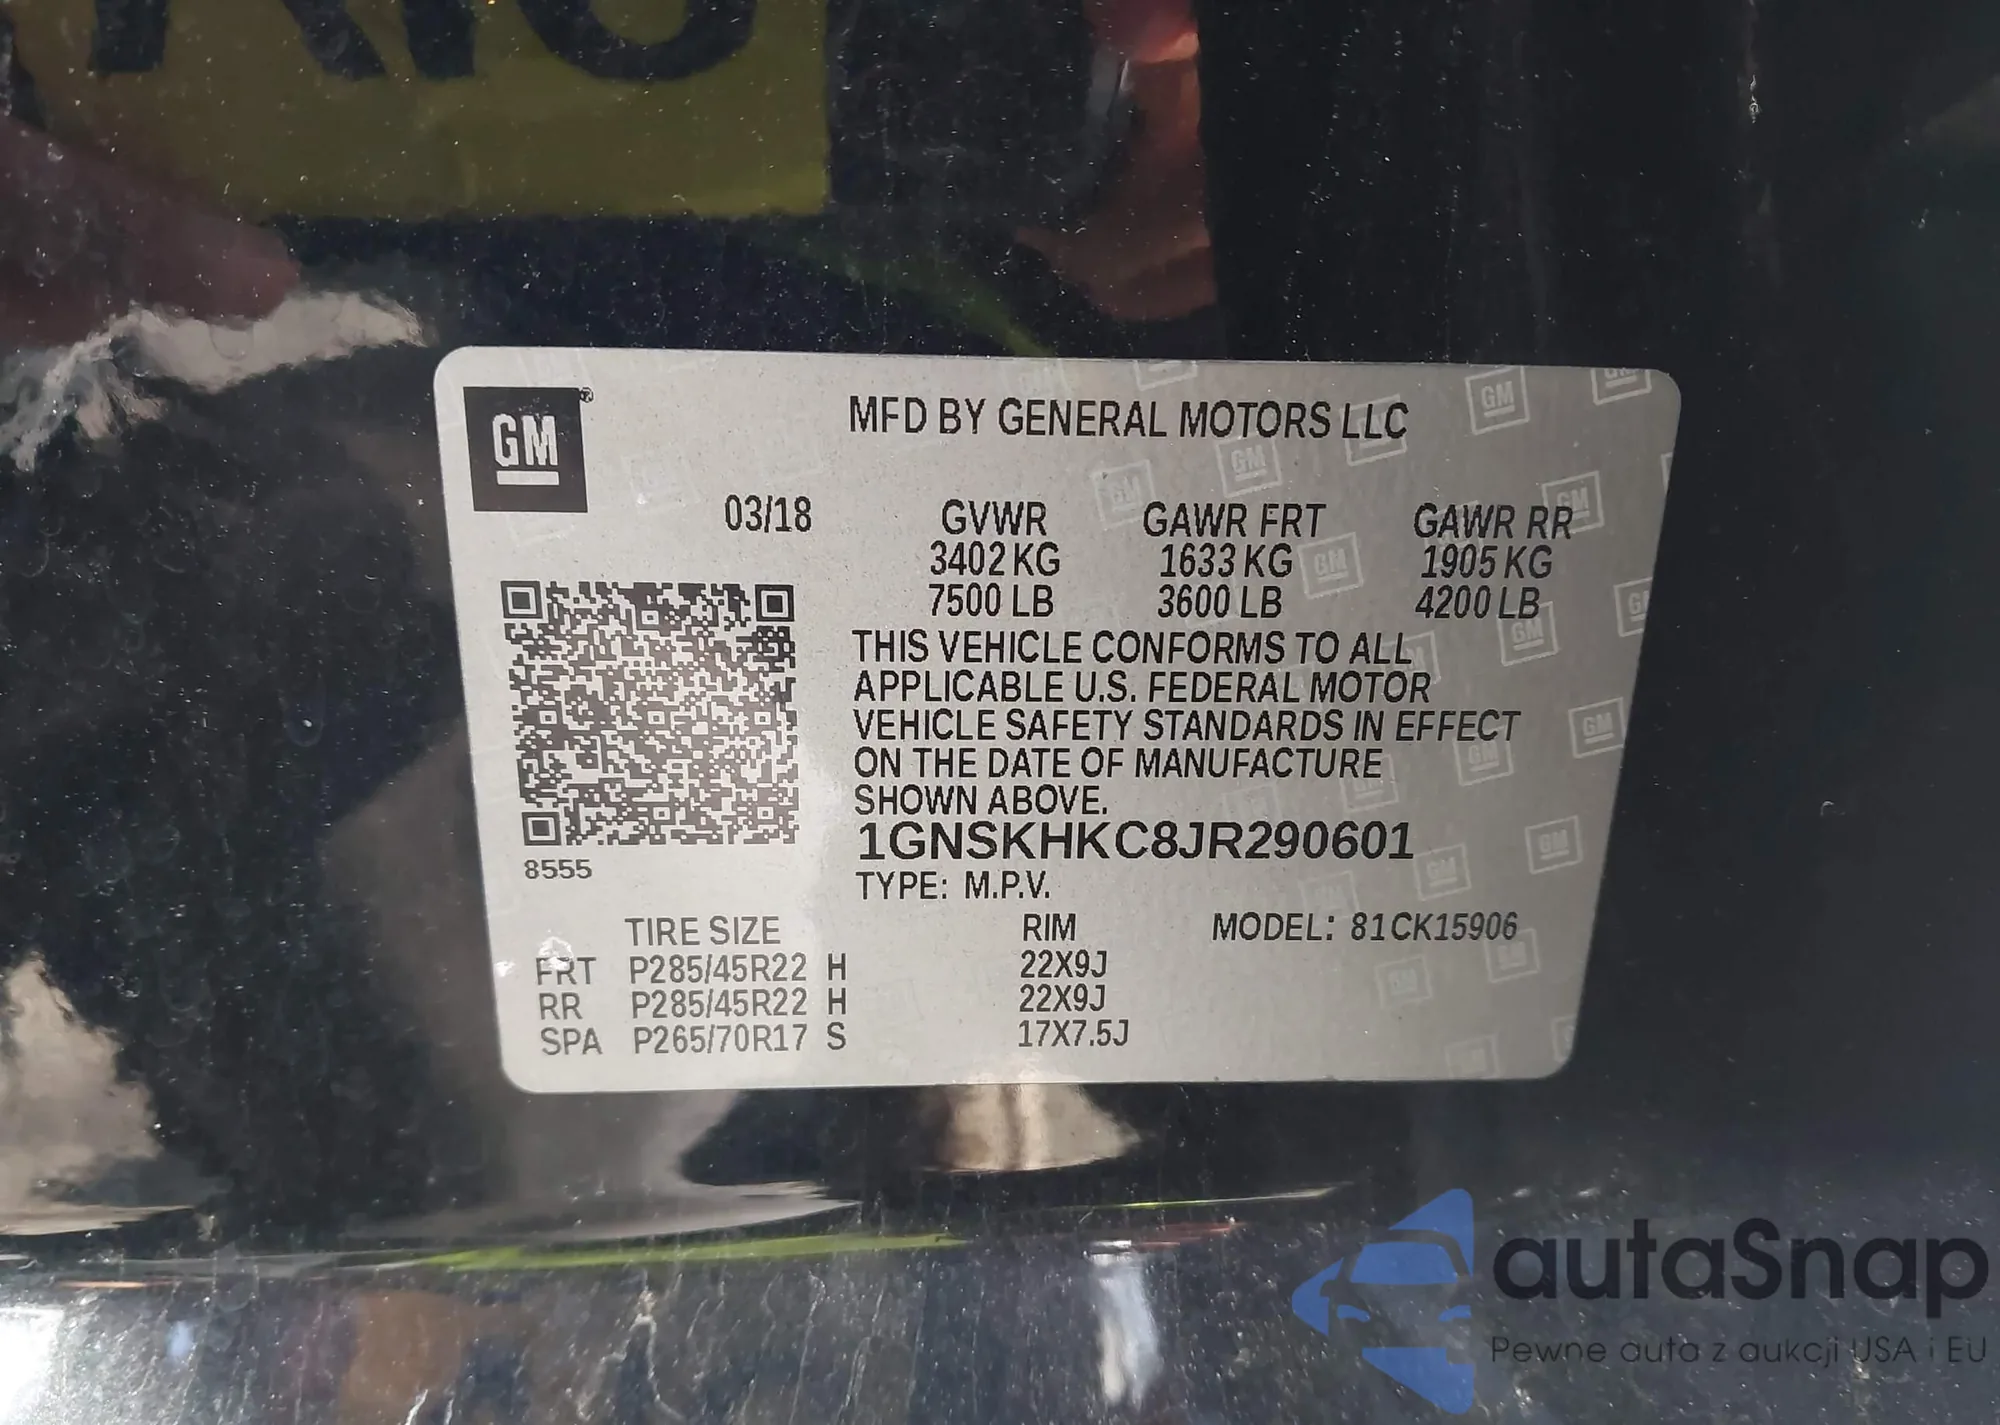 GM
MFD BY GENERAL MOTORS LLC
03/18 GVWR GAWR FRT GAWR RR
3402 KG 1633 KG 1905 KG
7500 LB 3600 LB 4200 LB
THIS VEHICLE CONFORMS TO ALL
APPLICABLE U.S. FEDERAL MOTOR
VEHICLE SAFETY STANDARDS IN EFFECT
ON THE DATE OF MANUFACTURE
SHOWN ABOVE.
1GNSKHKC8JR290601
8555
TYPE: M.P.V.
TIRE SIZE RIM MODEL: 81CK15906
FRT P285/45R22 H 22X9J
RR P285/45R22 H 22X9J
SPA P265/70R17 S 17X7.5J
autaSnap
Pewne auta z aukcji USA i EU